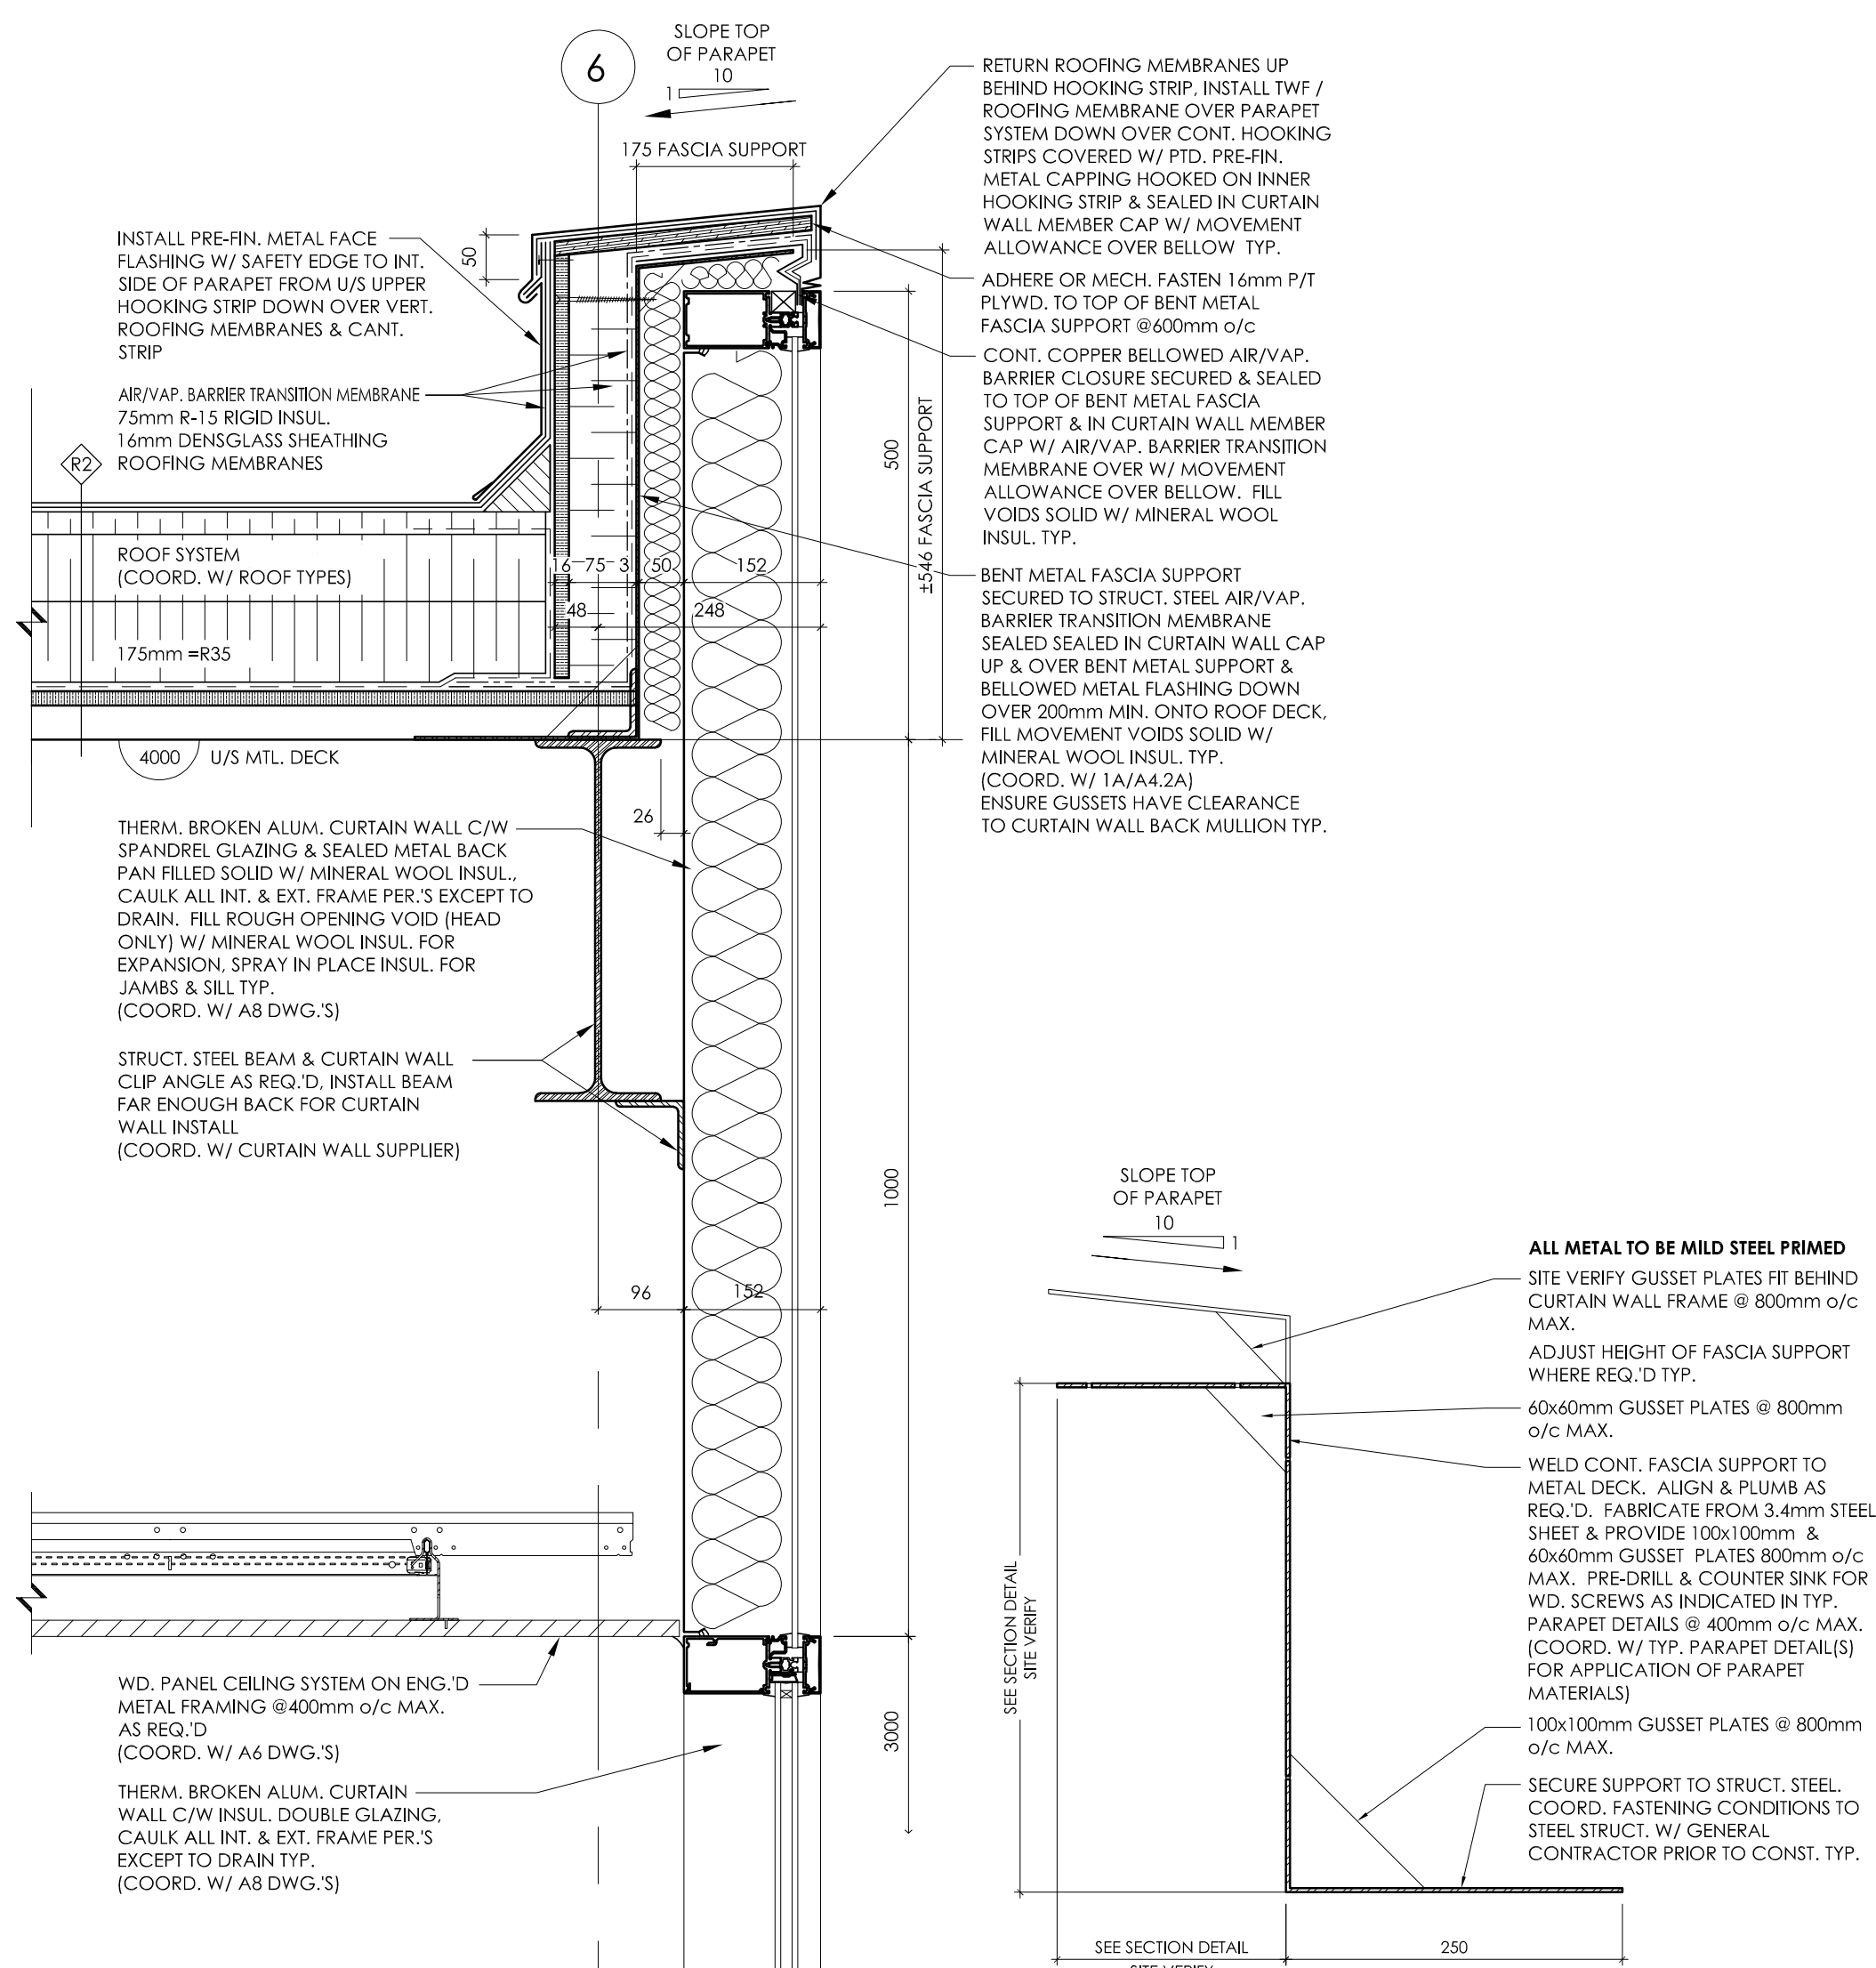 6
SLOPE TOP
OF PARAPET
10
1
175 FASCIA SUPPORT
INSTALL PRE-FIN. METAL FACE
FLASHING W/ SAFETY EDGE TO INT.
SIDE OF PARAPET FROM U/S UPPER
HOOKING STRIP DOWN OVER VERT.
ROOFING MEMBRANES & CANT.
STRIP
50
AIR/VAP. BARRIER TRANSITION MEMBRANE
75mm R-15 RIGID INSUL.
16mm DENSGLASS SHEATHING
ROOFING MEMBRANES
R2
ROOF SYSTEM
(COORD. W/ ROOF TYPES)
175mm =R35
16
75
3
50
152
48
248
4000
U/S MTL. DECK
26
500
±546 FASCIA SUPPORT
RETURN ROOFING MEMBRANES UP
BEHIND HOOKING STRIP, INSTALL TWF /
ROOFING MEMBRANE OVER PARAPET
SYSTEM DOWN OVER CONT. HOOKING
STRIPS COVERED W/ PTD. PRE-FIN.
METAL CAPPING HOOKED ON INNER
HOOKING STRIP & SEALED IN CURTAIN
WALL MEMBER CAP W/ MOVEMENT
ALLOWANCE OVER BELLOW TYP.
ADHERE OR MECH. FASTEN 16mm P/T
PLYWD. TO TOP OF BENT METAL
FASCIA SUPPORT @600mm o/c
CONT. COPPER BELLOWED AIR/VAP.
BARRIER CLOSURE SECURED & SEALED
TO TOP OF BENT METAL FASCIA
SUPPORT & IN CURTAIN WALL MEMBER
CAP W/ AIR/VAP. BARRIER TRANSITION
MEMBRANE OVER W/ MOVEMENT
ALLOWANCE OVER BELLOW. FILL
VOIDS SOLID W/ MINERAL WOOL
INSUL. TYP.
BENT METAL FASCIA SUPPORT
SECURED TO STRUCT. STEEL AIR/VAP.
BARRIER TRANSITION MEMBRANE
SEALED SEALED IN CURTAIN WALL CAP
UP & OVER BENT METAL SUPPORT &
BELLOWED METAL FLASHING DOWN
OVER 200mm MIN. ONTO ROOF DECK,
FILL MOVEMENT VOIDS SOLID W/
MINERAL WOOL INSUL. TYP.
(COORD. W/ 1A/A4.2A)
ENSURE GUSSETS HAVE CLEARANCE
TO CURTAIN WALL BACK MULLION TYP.
THERM. BROKEN ALUM. CURTAIN WALL C/W
SPANDREL GLAZING & SEALED METAL BACK
PAN FILLED SOLID W/ MINERAL WOOL INSUL.,
CAULK ALL INT. & EXT. FRAME PER.'S EXCEPT TO
DRAIN. FILL ROUGH OPENING VOID (HEAD
ONLY) W/ MINERAL WOOL INSUL. FOR
EXPANSION, SPRAY IN PLACE INSUL. FOR
JAMBS & SILL TYP.
(COORD. W/ A8 DWG.'S)
STRUCT. STEEL BEAM & CURTAIN WALL
CLIP ANGLE AS REQ.'D, INSTALL BEAM
FAR ENOUGH BACK FOR CURTAIN
WALL INSTALL
(COORD. W/ CURTAIN WALL SUPPLIER)
1000
96
152
WD. PANEL CEILING SYSTEM ON ENG.'D
METAL FRAMING @400mm o/c MAX.
AS REQ.'D
(COORD. W/ A6 DWG.'S)
THERM. BROKEN ALUM. CURTAIN
WALL C/W INSUL. DOUBLE GLAZING,
CAULK ALL INT. & EXT. FRAME PER.'S
EXCEPT TO DRAIN TYP.
(COORD. W/ A8 DWG.'S)
3000
SLOPE TOP
OF PARAPET
10
1
ALL METAL TO BE MILD STEEL PRIMED
SITE VERIFY GUSSET PLATES FIT BEHIND
CURTAIN WALL FRAME @ 800mm o/c
MAX.
ADJUST HEIGHT OF FASCIA SUPPORT
WHERE REQ.'D TYP.
60x60mm GUSSET PLATES @ 800mm
o/c MAX.
WELD CONT. FASCIA SUPPORT TO
METAL DECK. ALIGN & PLUMB AS
REQ.'D. FABRICATE FROM 3.4mm STEEL
SHEET & PROVIDE 100x100mm &
60x60mm GUSSET PLATES 800mm o/c
MAX. PRE-DRILL & COUNTER SINK FOR
WD. SCREWS AS INDICATED IN TYP.
PARAPET DETAILS @ 400mm o/c MAX.
(COORD. W/ TYP. PARAPET DETAIL(S)
FOR APPLICATION OF PARAPET
MATERIALS)
100x100mm GUSSET PLATES @ 800mm
o/c MAX.
SECURE SUPPORT TO STRUCT. STEEL.
COORD. FASTENING CONDITIONS TO
STEEL STRUCT. W/ GENERAL
CONTRACTOR PRIOR TO CONST. TYP.
SEE SECTION DETAIL
SITE VERIFY
SEE SECTION DETAIL
SITE VERIFY
250